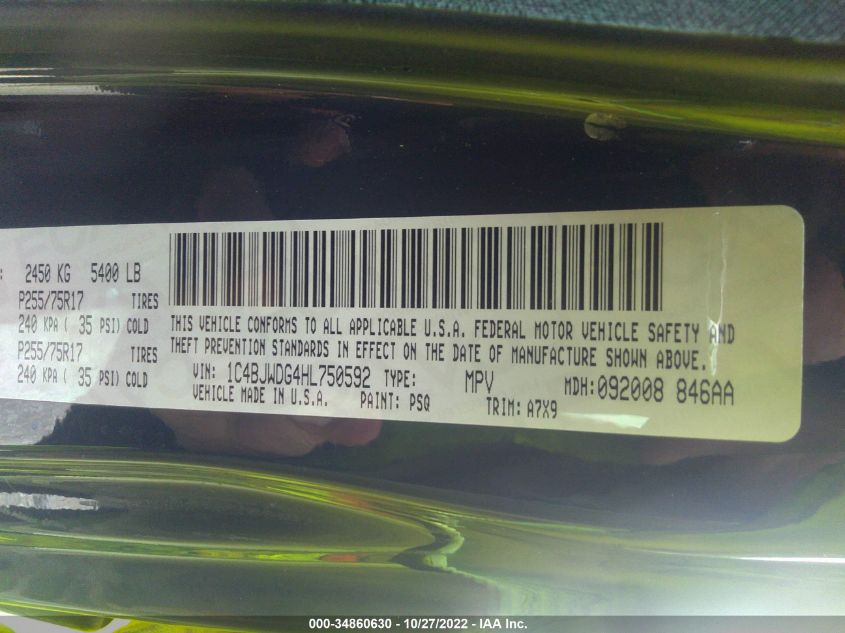 : 2450 KG 5400 LB
P255/75R17 TIRES
240 KPA ( 35 PSI) COLD
P255/75R17 TIRES
240 KPA ( 35 PSI) COLD
THIS VEHICLE CONFORMS TO ALL APPLICABLE U.S.A. FEDERAL MOTOR VEHICLE SAFETY AND
THEFT PREVENTION STANDARDS IN EFFECT ON THE DATE OF MANUFACTURE SHOWN ABOVE.
VIN: 1C4BJWDG4HL750592 TYPE: MPV MDH:092008 846AA
VEHICLE MADE IN U.S.A. PAINT: PSQ TRIM: A7X9
000-34860630 - 10/27/2022 - IAA Inc.